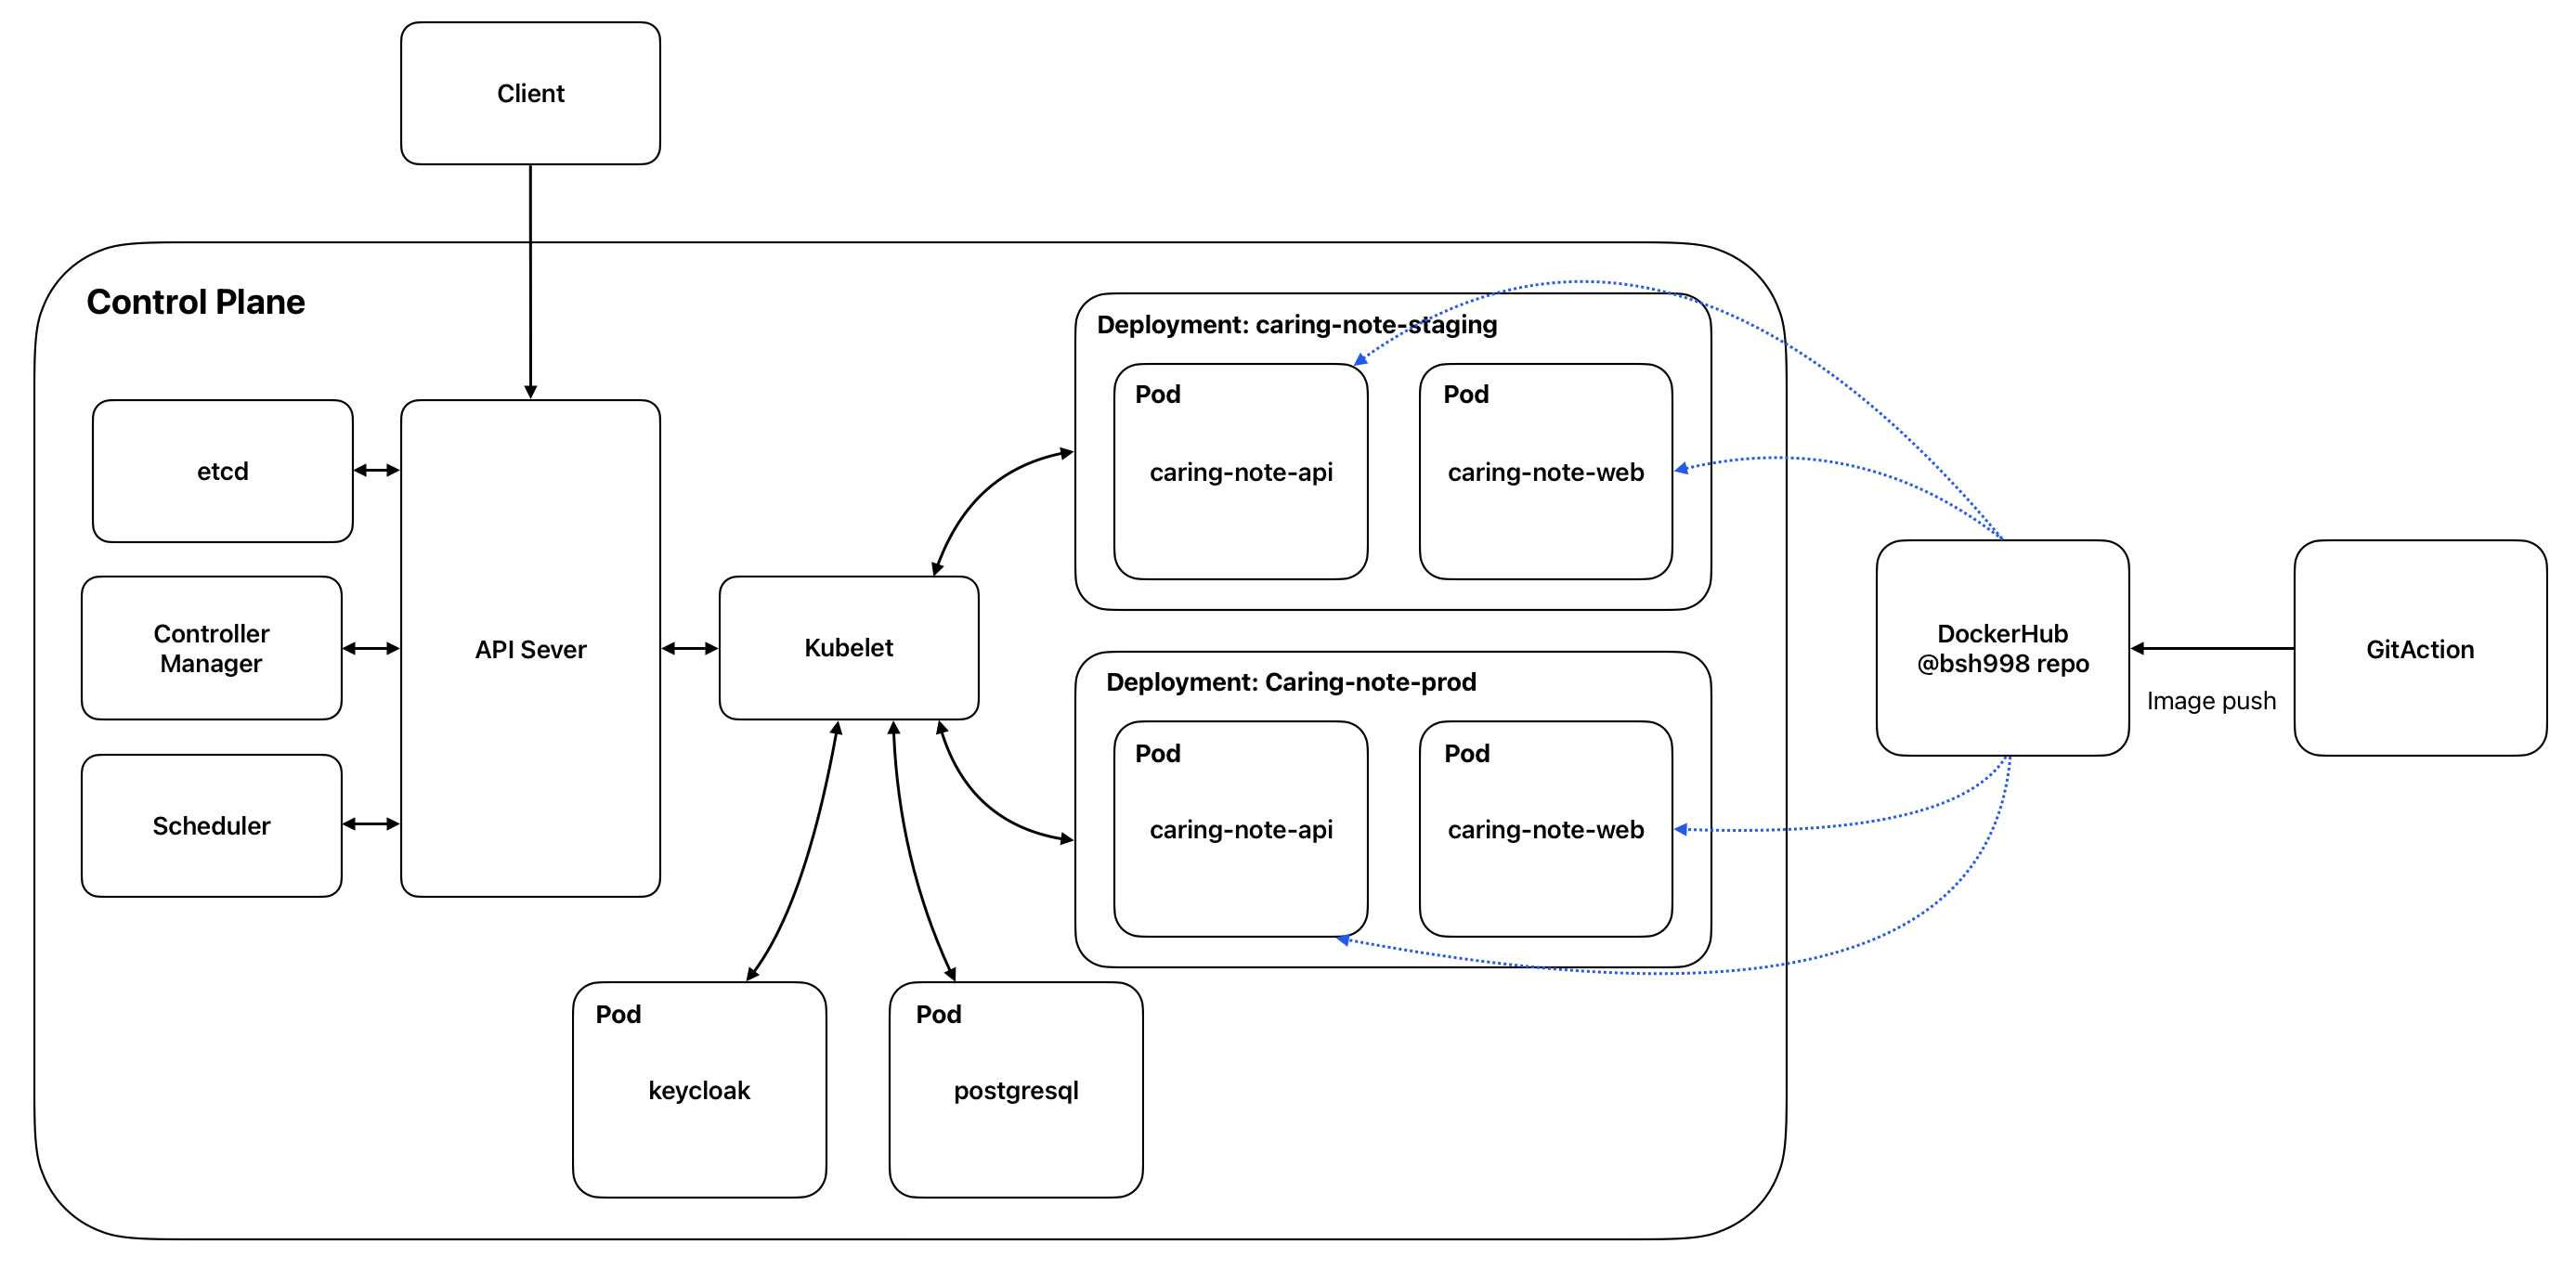 Client
Control Plane
etcd
Controller
Manager
Scheduler
API Sever
Kubelet
Deployment: caring-note-staging
Pod
caring-note-api
Pod
caring-note-web
Deployment: Caring-note-prod
Pod
caring-note-api
Pod
caring-note-web
Pod
keycloak
Pod
postgresql
DockerHub
@bsh998 repo
Image push
GitAction